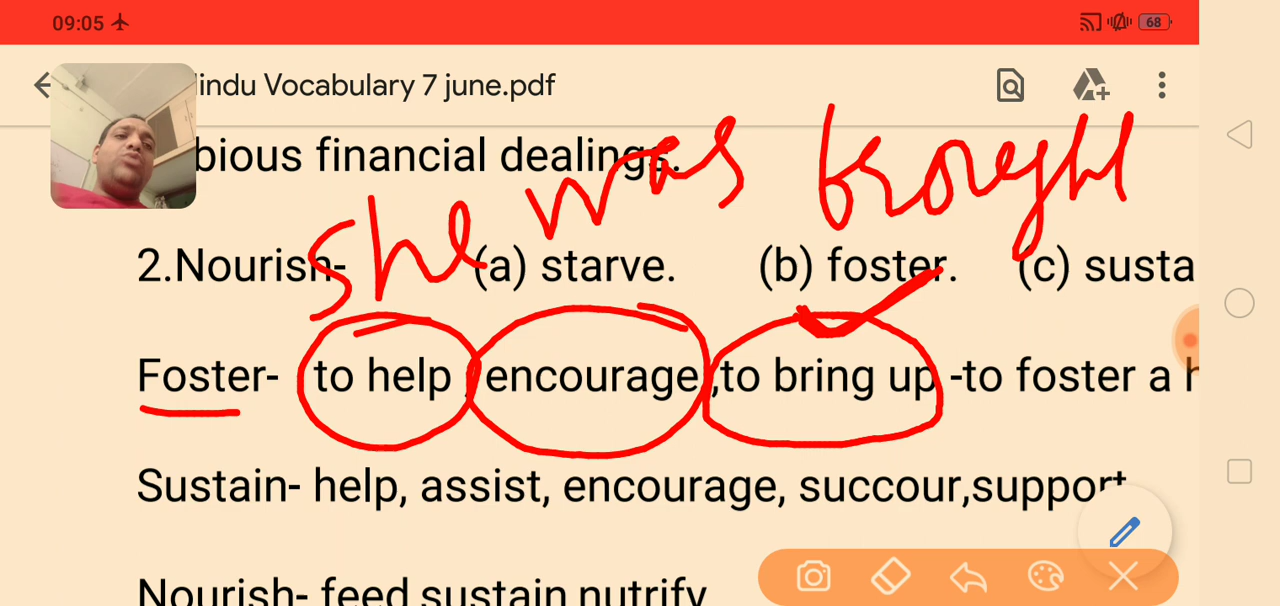 09:05
68
indu Vocabulary 7 june.pdf
bious financial dealings.
she was brought
2.Nourish- (a) starve. (b) foster. (c) susta
Foster- to help , encourage ,to bring up -to foster a h
Sustain- help, assist, encourage, succour,support
Nourish- feed sustain nutrify